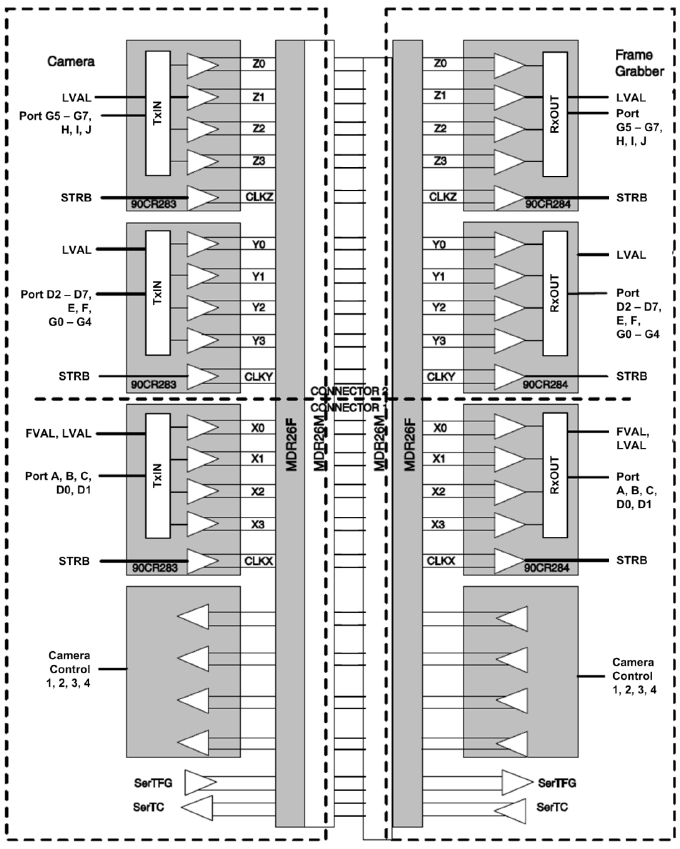 Camera
LVAL
Port G5 – G7,
H, I, J
STRB
TxIN
90CR283
Z0
Z1
Z2
Z3
CLKZ
LVAL
Port D2 – D7,
E, F,
G0 – G4
STRB
TxIN
90CR283
Y0
Y1
Y2
Y3
CLKY
FVAL, LVAL
Port A, B, C,
D0, D1
STRB
TxIN
90CR283
X0
X1
X2
X3
CLKX
Camera
Control
1, 2, 3, 4
SerTFG
SerTC
MDR26F
MDR26M
CONNECTOR 2
CONNECTOR 1
MDR26M
MDR26F
Z0
Z1
Z2
Z3
CLKZ
RxOUT
90CR284
Frame
Grabber
LVAL
Port
G5 – G7,
H, I, J
STRB
Y0
Y1
Y2
Y3
CLKY
RxOUT
90CR284
LVAL
Port
D2 – D7,
E, F,
G0 – G4
STRB
X0
X1
X2
X3
CLKX
RxOUT
90CR284
FVAL,
LVAL
Port
A, B, C,
D0, D1
STRB
Camera
Control
1, 2, 3, 4
SerTFG
SerTC